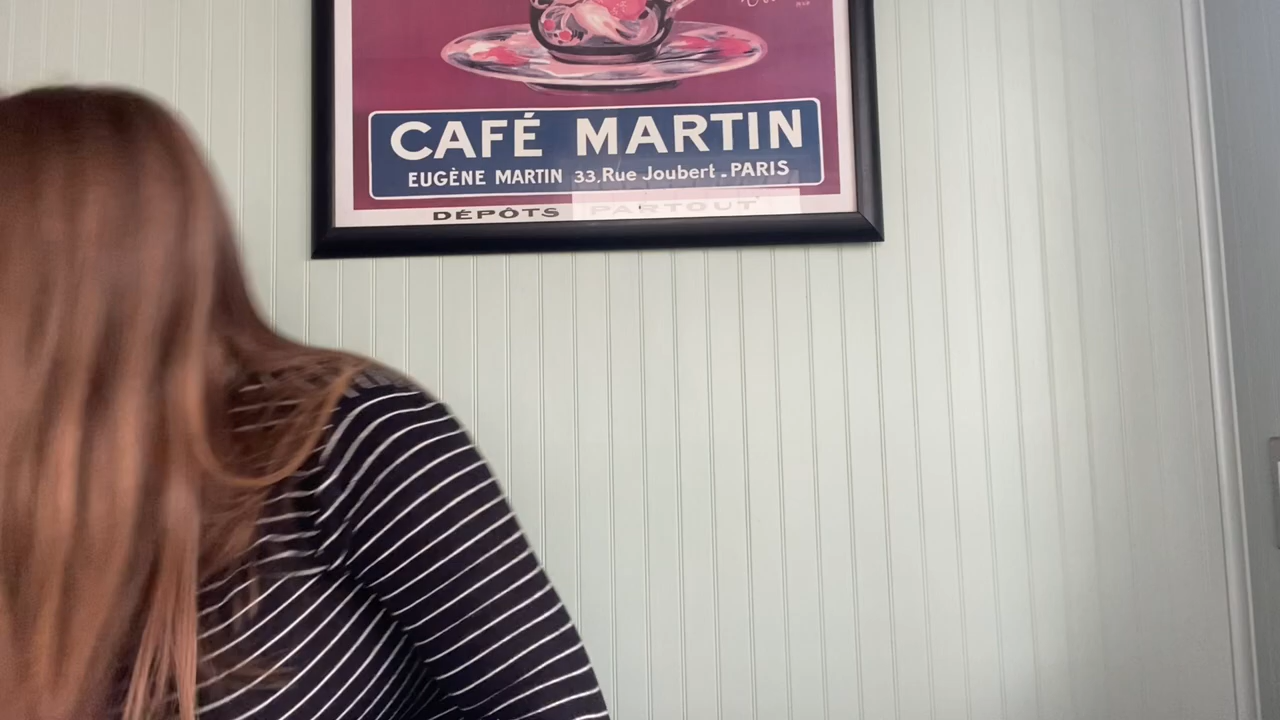 CAFÉ MARTIN
EUGÈNE MARTIN 33, Rue Joubert - PARIS
DÉPÔTS PARTOUT